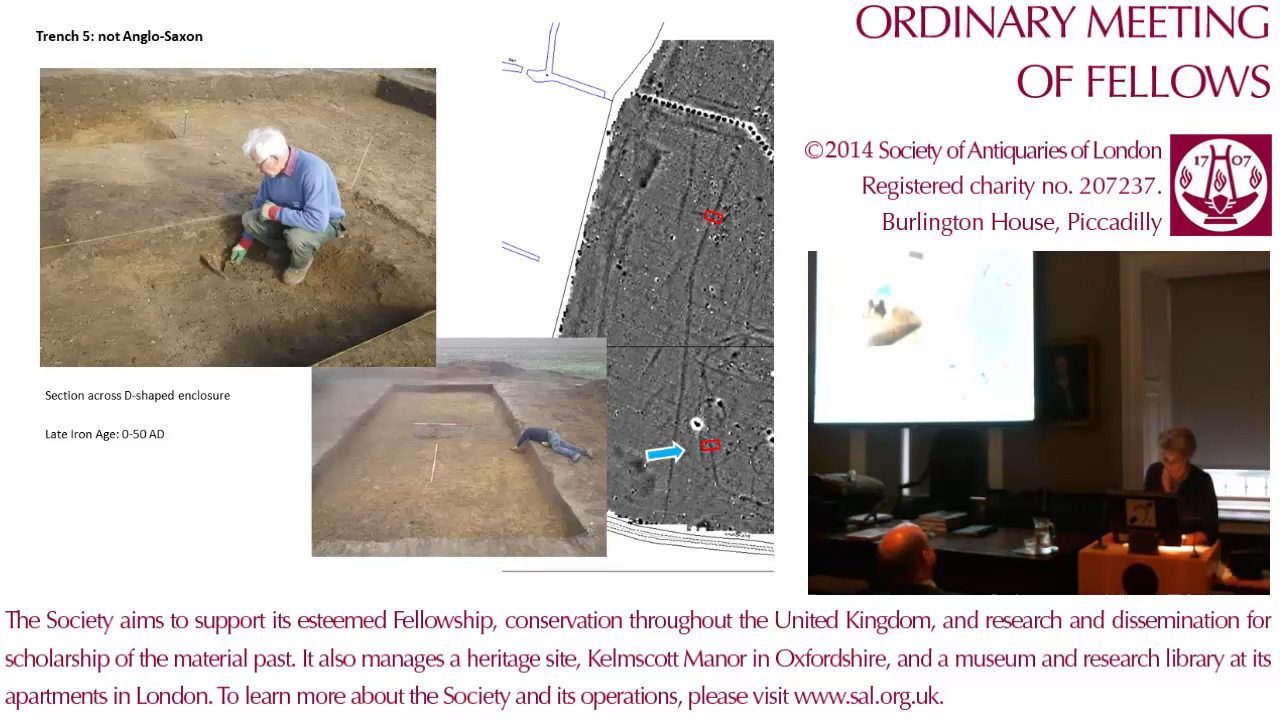 Trench 5: not Anglo-Saxon
Section across D-shaped enclosure
Late Iron Age: 0-50 AD
ORDINARY MEETING
OF FELLOWS
©2014 Society of Antiquaries of London
Registered charity no. 207237.
Burlington House, Piccadilly
1707
The Society aims to support its esteemed Fellowship, conservation throughout the United Kingdom, and research and dissemination for
scholarship of the material past. It also manages a heritage site, Kelmscott Manor in Oxfordshire, and a museum and research library at its
apartments in London. To learn more about the Society and its operations, please visit www.sal.org.uk.